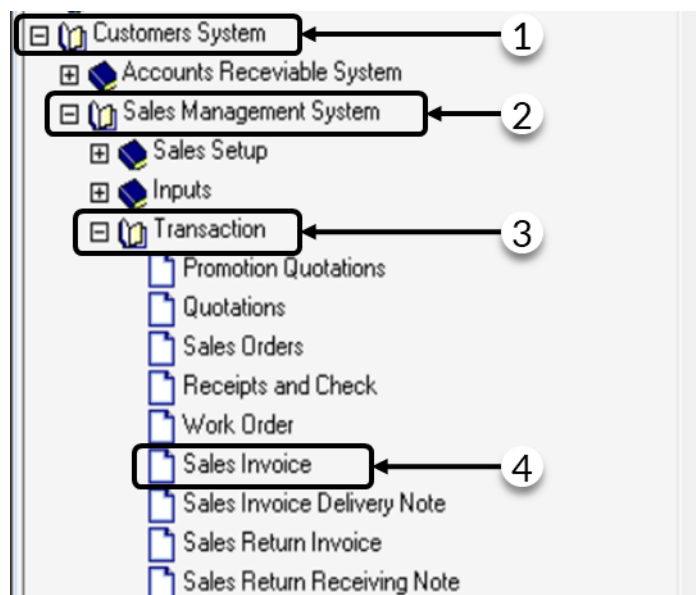 Customers System 1
Accounts Receviable System
Sales Management System 2
Sales Setup
Inputs
Transaction 3
Promotion Quotations
Quotations
Sales Orders
Receipts and Check
Work Order
Sales Invoice 4
Sales Invoice Delivery Note
Sales Return Invoice
Sales Return Receiving Note